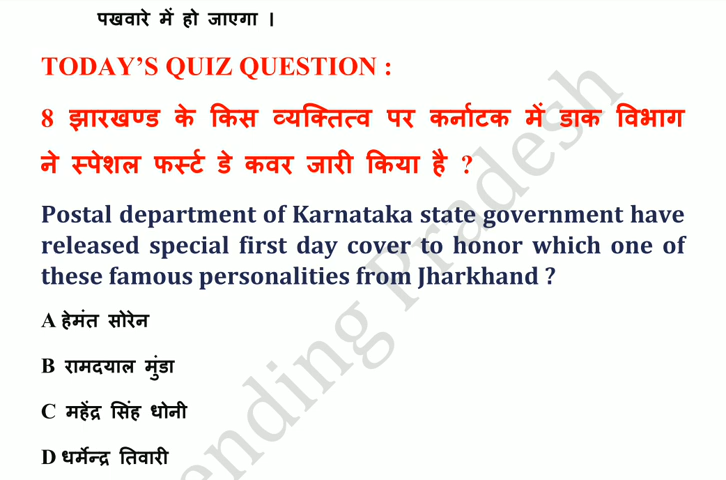 पखवारे में हो जाएगा ।
TODAY’S QUIZ QUESTION :
8 झारखण्ड के किस व्यक्तित्व पर कर्नाटक में डाक विभाग
ने स्पेशल फर्स्ट डे कवर जारी किया है ?
Postal department of Karnataka state government have
released special first day cover to honor which one of
these famous personalities from Jharkhand ?
A हेमंत सोरेन
B रामदयाल मुंडा
C महेंद्र सिंह धोनी
D धर्मेन्द्र तिवारी
ending Pradesh